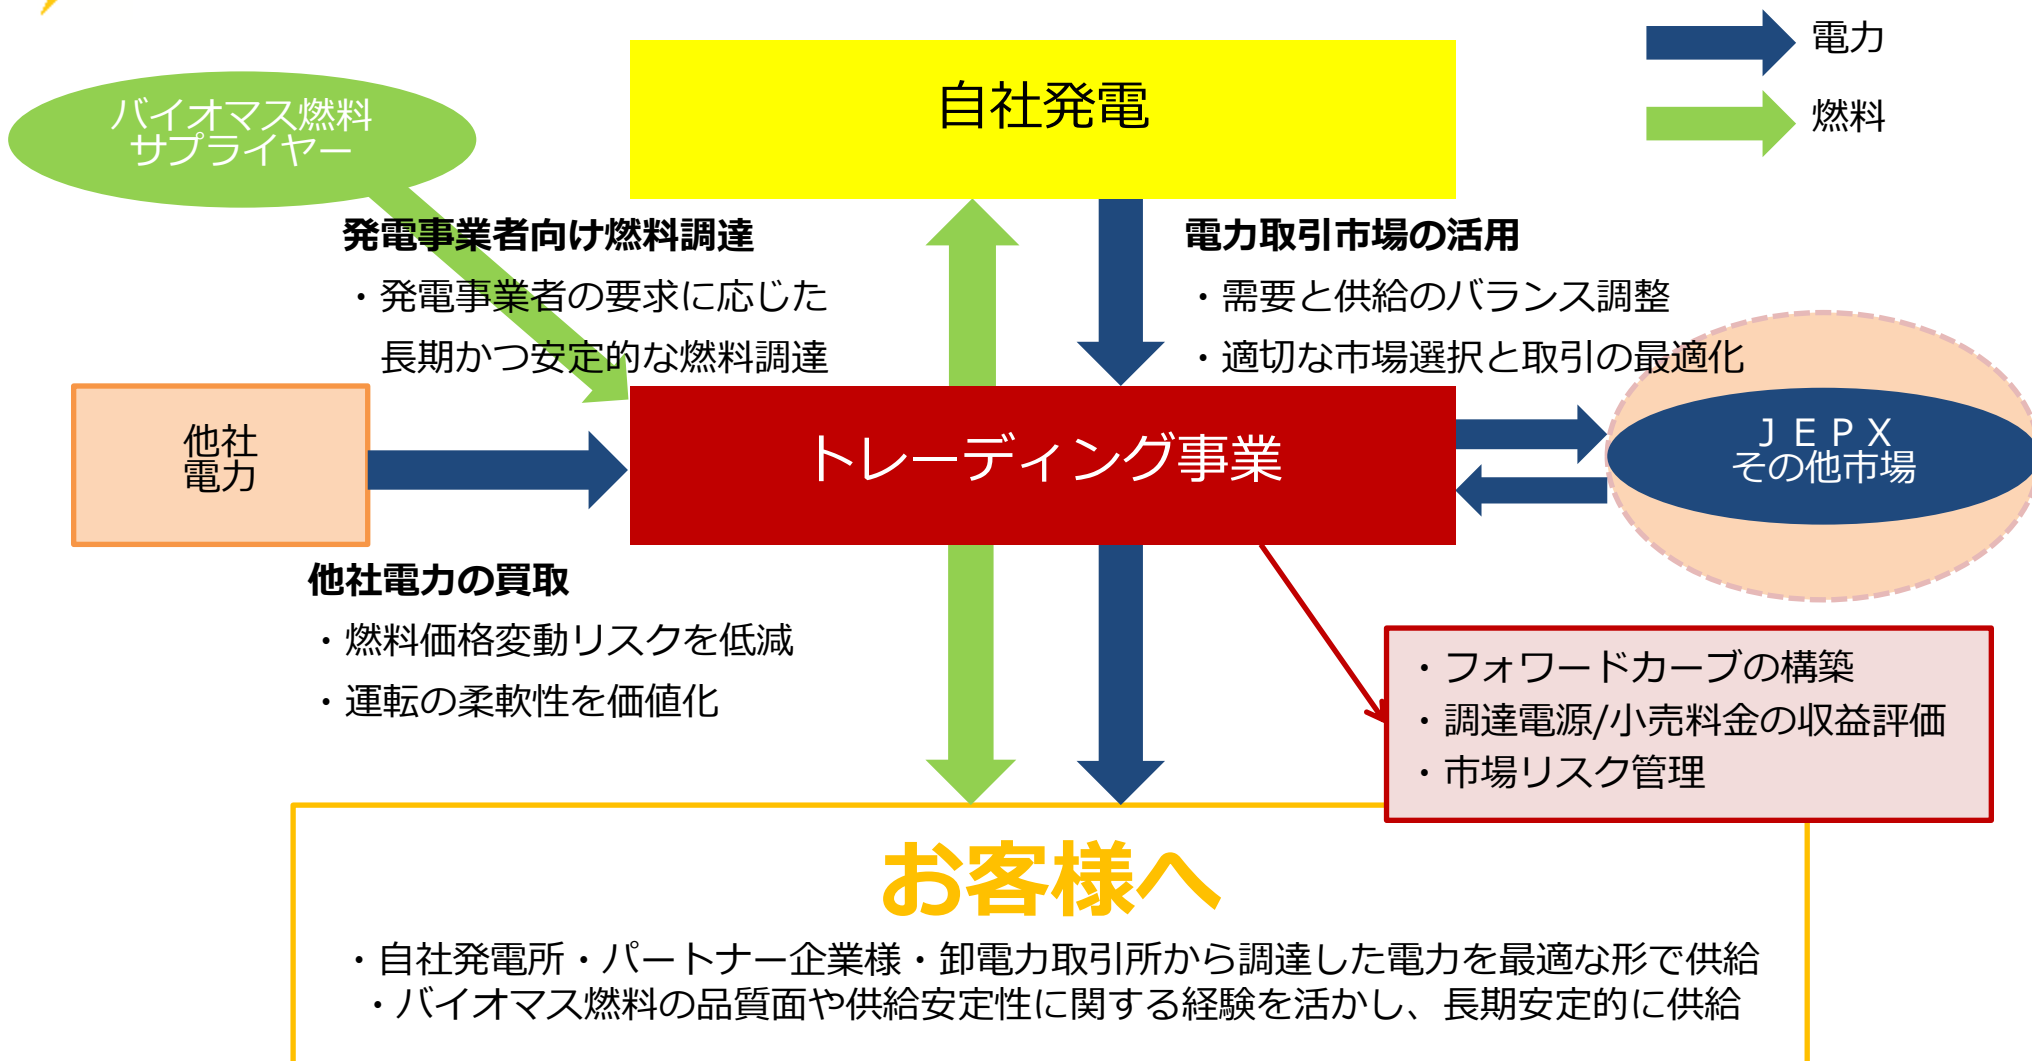 電力
燃料
バイオマス燃料
サプライヤー
自社発電
発電事業者向け燃料調達
・発電事業者の要求に応じた
長期かつ安定的な燃料調達
電力取引市場の活用
・需要と供給のバランス調整
・適切な市場選択と取引の最適化
他社
電力
トレーディング事業
ＪＥＰＸ
その他市場
他社電力の買取
・燃料価格変動リスクを低減
・運転の柔軟性を価値化
・フォワードカーブの構築
・調達電源/小売料金の収益評価
・市場リスク管理
お客様へ
・自社発電所・パートナー企業様・卸電力取引所から調達した電力を最適な形で供給
・バイオマス燃料の品質面や供給安定性に関する経験を活かし、長期安定的に供給